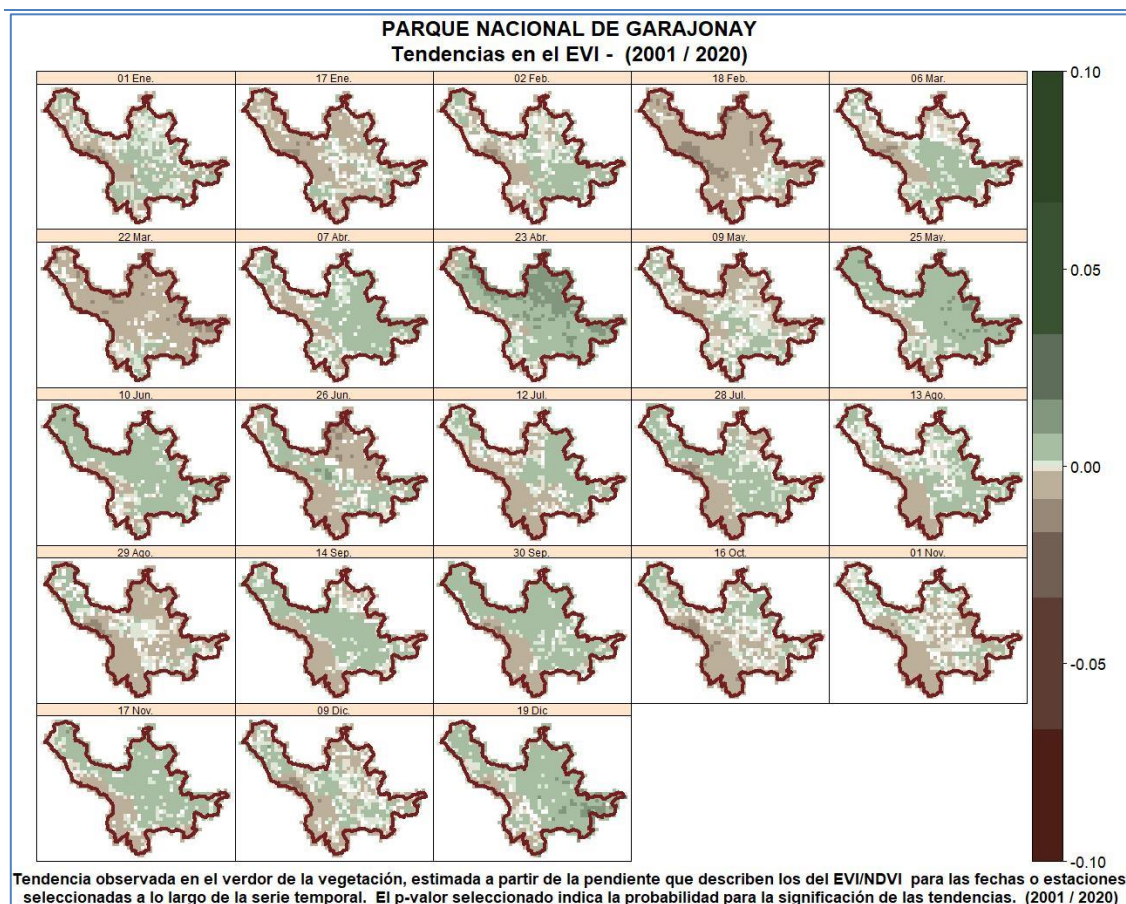 PARQUE NACIONAL DE GARAJONAY
Tendencias en el EVI - (2001 / 2020)
01 Ene.
17 Ene.
02 Feb.
18 Feb.
06 Mar.
22 Mar.
07 Abr.
23 Abr.
09 May.
25 May.
10 Jun.
26 Jun.
12 Jul.
28 Jul.
13 Ago.
29 Ago.
14 Sep.
30 Sep.
16 Oct.
01 Nov.
17 Nov.
09 Dic.
19 Dic
0.10
0.05
0.00
-0.05
-0.10
Tendencia observada en el verdor de la vegetación, estimada a partir de la pendiente que describen los del EVI/NDVI para las fechas o estaciones
seleccionadas a lo largo de la serie temporal. El p-valor seleccionado indica la probabilidad para la significación de las tendencias. (2001 / 2020)